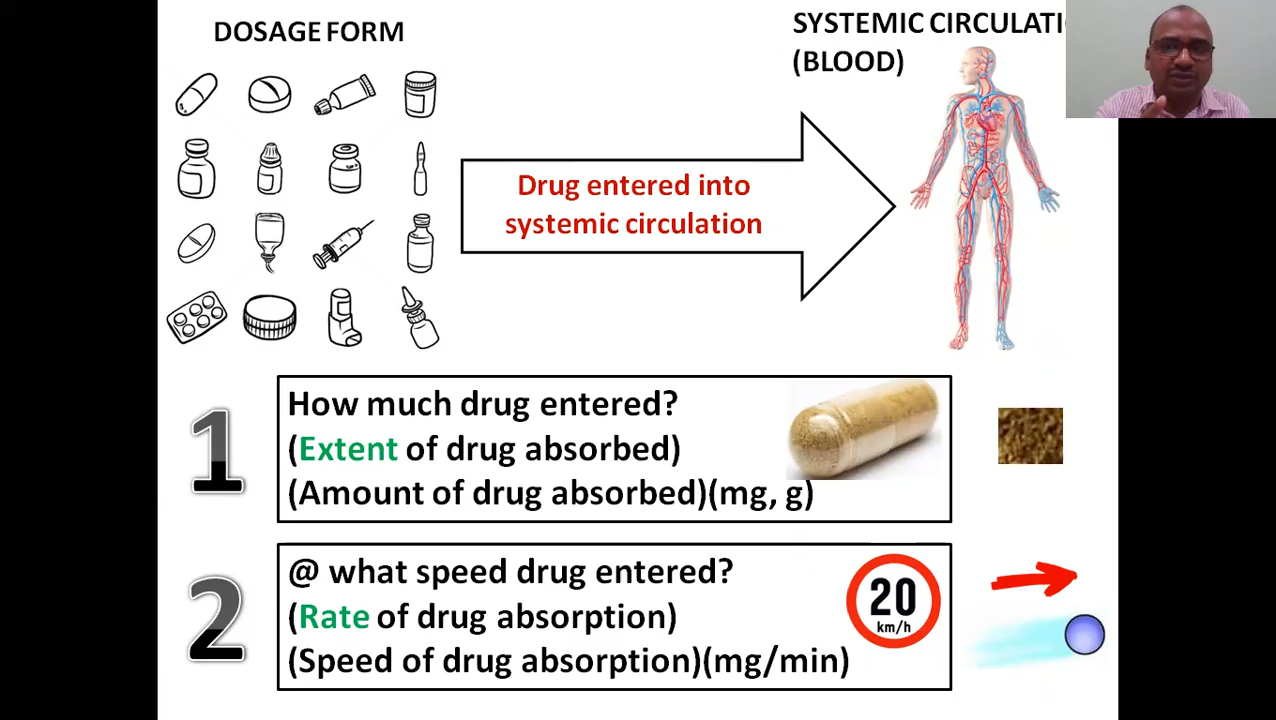 DOSAGE FORM
SYSTEMIC CIRCULATI
(BLOOD)
Drug entered into
systemic circulation
1
How much drug entered?
(Extent of drug absorbed)
(Amount of drug absorbed)(mg, g)
2
@ what speed drug entered?
(Rate of drug absorption)
(Speed of drug absorption)(mg/min)
20
km/h